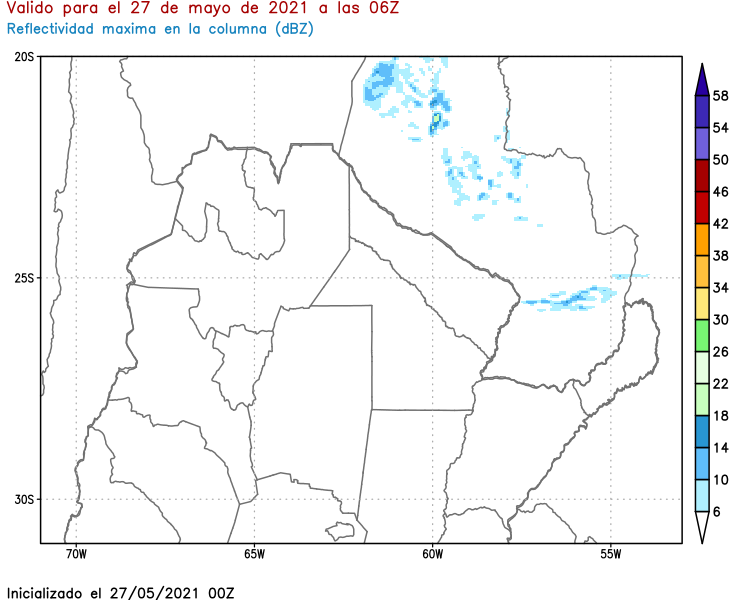 Valido para el 27 de mayo de 2021 a las 06Z
Reflectividad maxima en la columna (dBZ)
20S
25S
30S
70W
65W
60W
55W
58
54
50
46
42
38
34
30
26
22
18
14
10
6
Inicializado el 27/05/2021 00Z